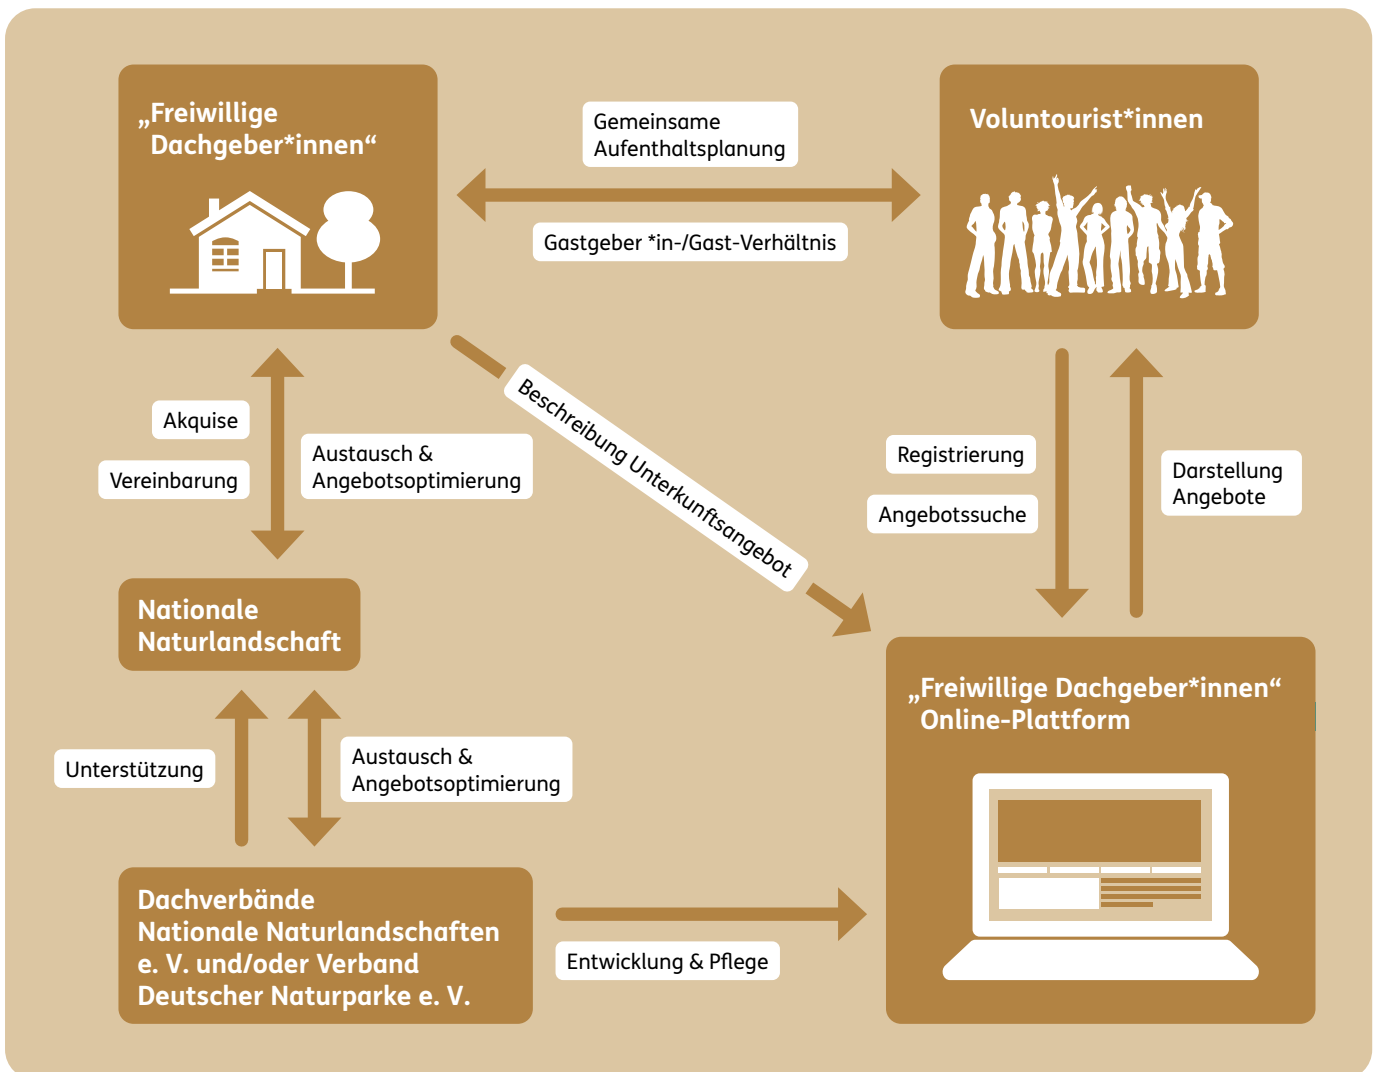 „Freiwillige
Dachgeber*innen“
Gemeinsame
Aufenthaltsplanung
Gastgeber *in-/Gast-Verhältnis
Voluntourist*innen
Akquise
Vereinbarung
Austausch &
Angebotsoptimierung
Beschreibung Unterkunftsangebot
Registrierung
Angebotssuche
Darstellung
Angebote
Nationale
Naturlandschaft
Unterstützung
Austausch &
Angebotsoptimierung
„Freiwillige Dachgeber*innen“
Online-Plattform
Dachverbände
Nationale Naturlandschaften
e. V. und/oder Verband
Deutscher Naturparke e. V.
Entwicklung & Pflege